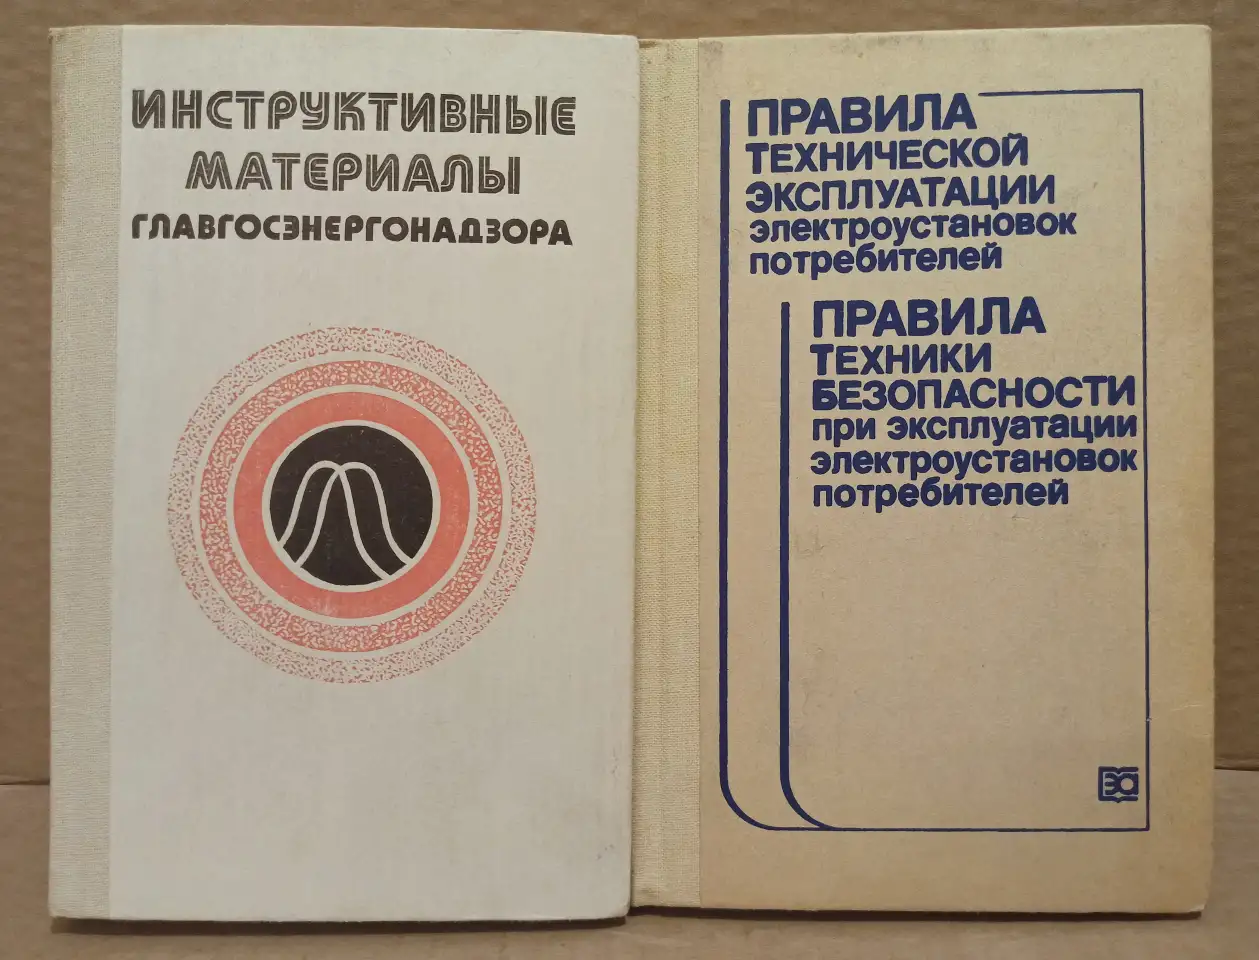 ИНСТРУКТИВНЫЕ
МАТЕРИАЛЫ
ГЛАВГОСЭНЕРГОНАДЗОРА
ПРАВИЛА
ТЕХНИЧЕСКОЙ
ЭКСПЛУАТАЦИИ
электроустановок
потребителей
ПРАВИЛА
ТЕХНИКИ
БЕЗОПАСНОСТИ
при эксплуатации
электроустановок
потребителей